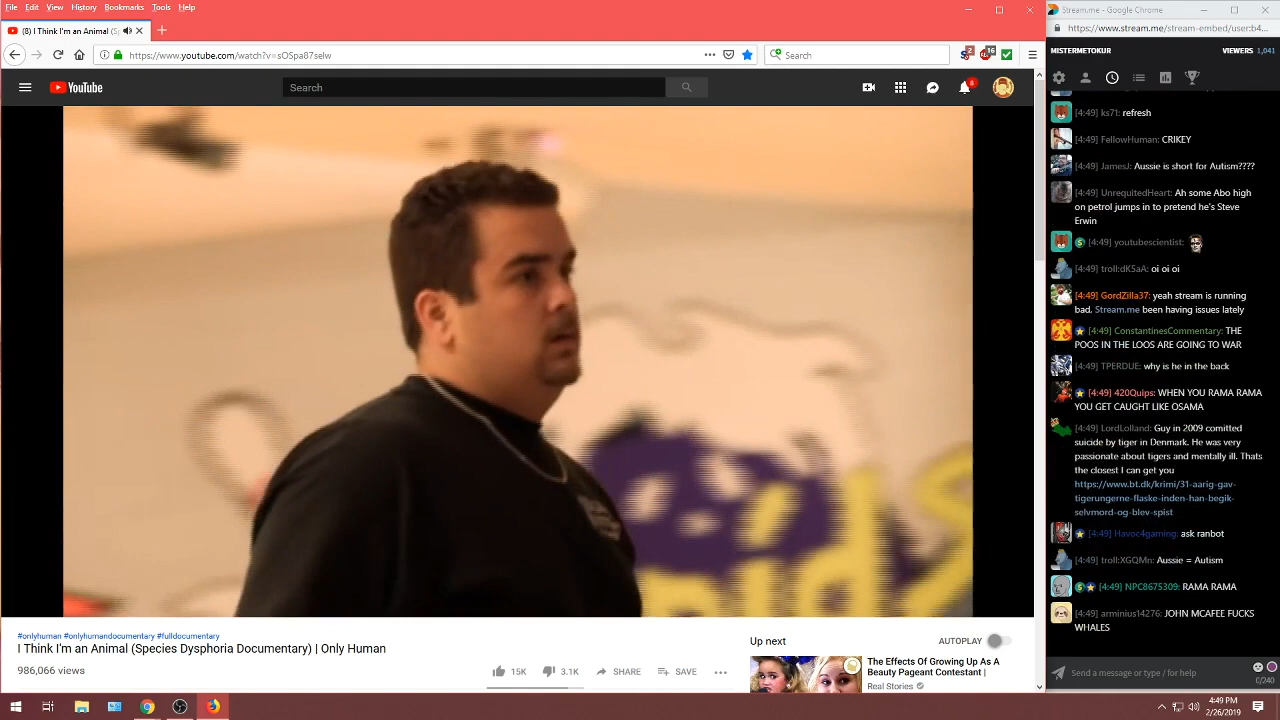 File Edit View History Bookmarks Tools Help
(8) I Think I'm an Animal (S
https://www.youtube.com/watch?v=sOSpa87selw
Search
2
16
YouTube
Search
6
#onlyhuman #onlyhumandocumentary #fulldocumentary
I Think I'm an Animal (Species Dysphoria Documentary) | Only Human
986,066 views
15K
3.1K
SHARE
SAVE
Up next
AUTOPLAY
The Effects Of Growing Up As A
Beauty Pageant Contestant |
Real Stories
Stream.me - Google Chrome
https://www.stream.me/stream-embed/user:b4...
MISTERMETOKUR
VIEWERS 1,041
[4:49] ks71: refresh
[4:49] FellowHuman: CRIKEY
[4:49] JamesJ: Aussie is short for Autism????
[4:49] UnrequitedHeart: Ah some Abo high
on petrol jumps in to pretend he's Steve
Erwin
[4:49] youtubescientist:
[4:49] troll:dKSaA: oi oi oi
[4:49] GordZilla37: yeah stream is running
bad. Stream.me been having issues lately
[4:49] ConstantinesCommentary: THE
POOS IN THE LOOS ARE GOING TO WAR
[4:49] TPERDUE: why is he in the back
[4:49] 420Quips: WHEN YOU RAMA RAMA
YOU GET CAUGHT LIKE OSAMA
[4:49] LordLolland: Guy in 2009 comitted
suicide by tiger in Denmark. He was very
passionate about tigers and mentally ill. Thats
the closest I can get you
https://www.bt.dk/krimi/31-aarig-gav-
tigerungerne-flaske-inden-han-begik-
selvmord-og-blev-spist
[4:49] Havoc4gaming: ask ranbot
[4:49] troll:XGQMn: Aussie = Autism
[4:49] NPC8675309: RAMA RAMA
[4:49] arminius14276: JOHN MCAFEE FUCKS
WHALES
Send a message or type / for help
0/240
4:49 PM
2/26/2019